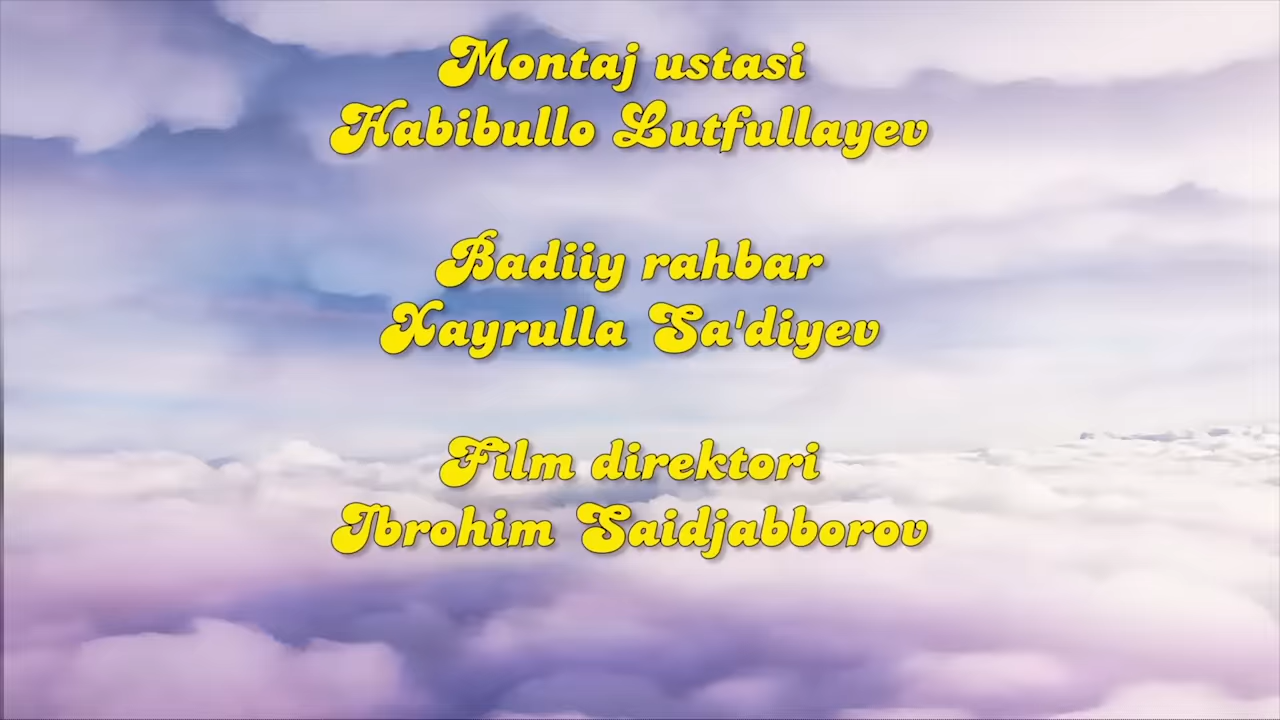 Montaj ustasi
Habibullo Lutfullayev
Badiiy rahbar
Xayrulla Sa'diyev
Film direktori
Ibrohim Saidjabborov